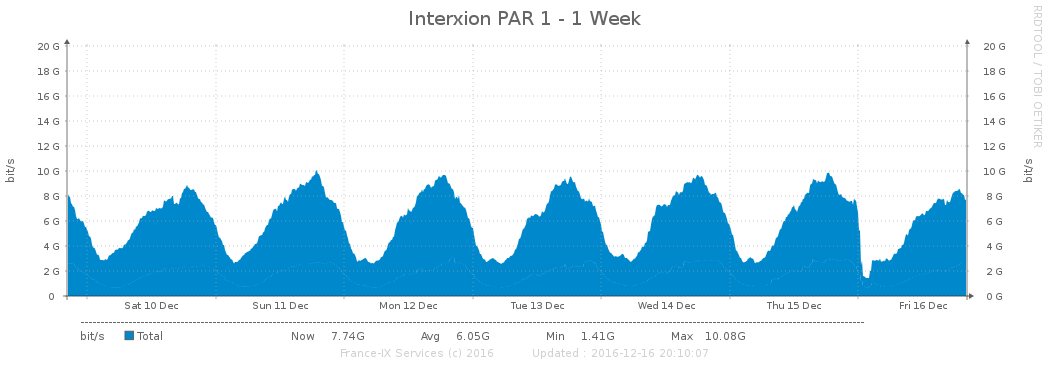 Interxion PAR 1 - 1 Week
RRDTOOL / TOBI OETIKER
bit/s
bit/s
20 G 20 G
18 G 18 G
16 G 16 G
14 G 14 G
12 G 12 G
10 G 10 G
8 G 8 G
6 G 6 G
4 G 4 G
2 G 2 G
0 0 G
Sat 10 Dec Sun 11 Dec Mon 12 Dec Tue 13 Dec Wed 14 Dec Thu 15 Dec Fri 16 Dec
bit/s Total Now 7.74G Avg 6.05G Min 1.41G Max 10.08G
France-IX Services (c) 2016 Updated : 2016-12-16 20:10:07